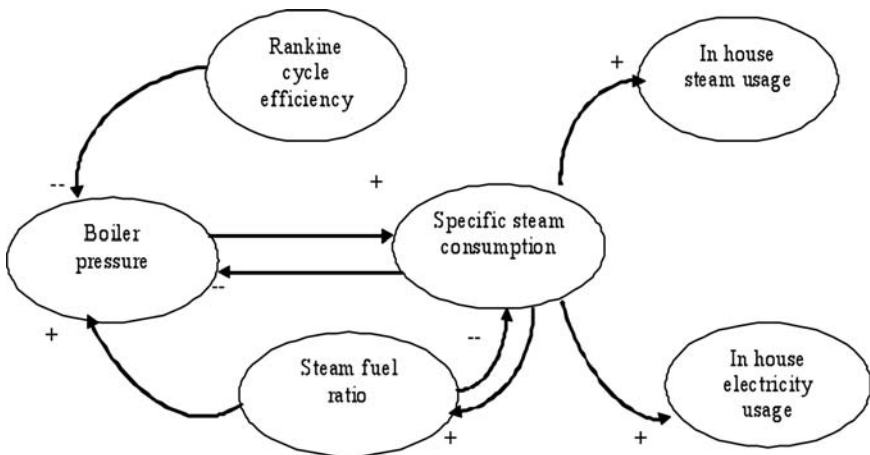 Rankine
cycle
efficiency
+
In house
steam usage
--
+
Boiler
pressure
Specific steam
consumption
--
+
--
Steam fuel
ratio
In house
electricity
usage
+
+